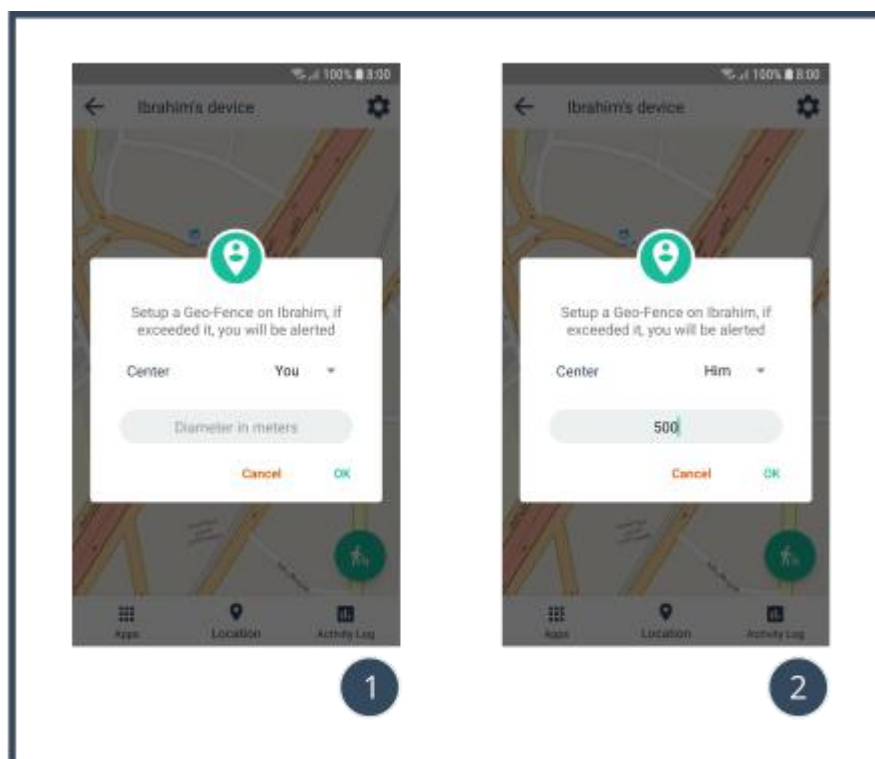 100% 8:00
Ibrahim's device
Setup a Geo-Fence on Ibrahim, if
exceeded it, you will be alerted
Center You
Diameter in meters
Cancel OK
Apps Location Activity Log
1
100% 8:00
Ibrahim's device
Setup a Geo-Fence on Ibrahim, if
exceeded it, you will be alerted
Center Him
500
Cancel OK
Apps Location Activity Log
2